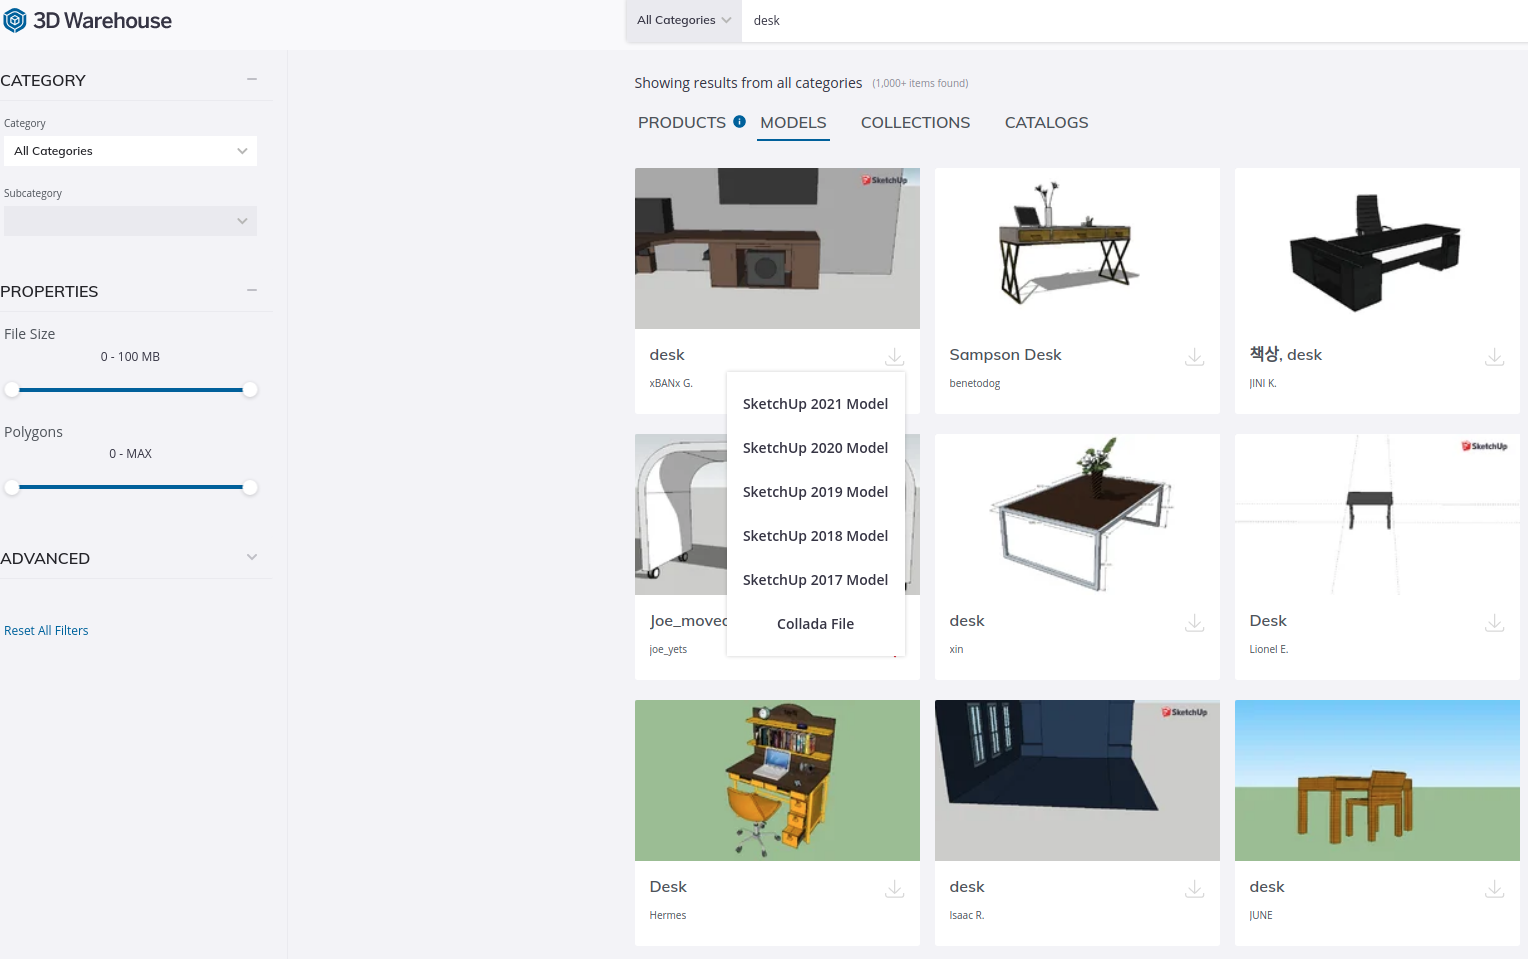 3D Warehouse
All Categories
desk
CATEGORY
Category
All Categories
Subcategory
PROPERTIES
File Size
0 - 100 MB
Polygons
0 - MAX
ADVANCED
Reset All Filters
Showing results from all categories (1,000+ items found)
PRODUCTS i MODELS COLLECTIONS CATALOGS
SketchUp
desk
xBANx G.
Sampson Desk
benetodog
책상, desk
JINI K.
SketchUp 2021 Model
SketchUp 2020 Model
SketchUp 2019 Model
SketchUp 2018 Model
SketchUp 2017 Model
Collada File
Joe_moved
joe_yets
desk
xin
SketchUp
Desk
Lionel E.
Desk
Hermes
SketchUp
desk
Isaac R.
desk
JUNE